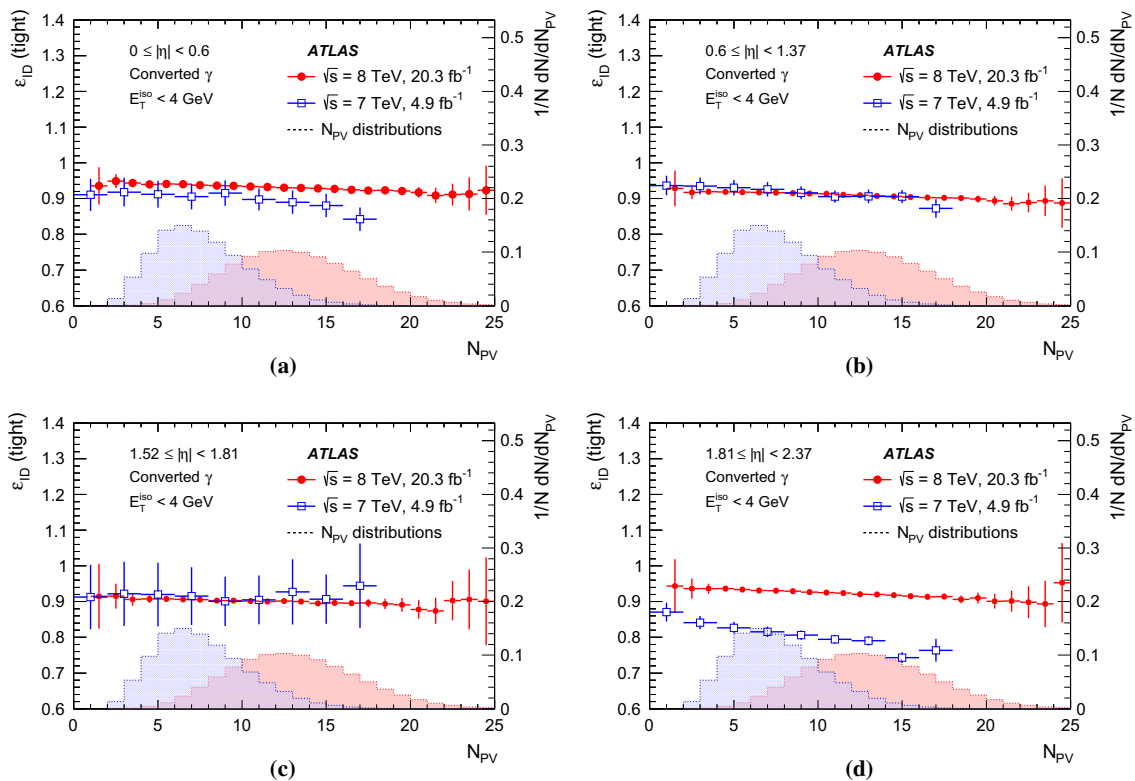 ε_ID (tight)
1.4
1.3
1.2
1.1
1
0.9
0.8
0.7
0.6
0 ≤ |η| < 0.6
Converted γ
E_T^iso < 4 GeV
ATLAS
√s = 8 TeV, 20.3 fb⁻¹
√s = 7 TeV, 4.9 fb⁻¹
N_PV distributions
0.5
0.4
0.3
0.2
0.1
0
1/N dN/dN_PV
0 5 10 15 20 25
N_PV
(a)
ε_ID (tight)
1.4
1.3
1.2
1.1
1
0.9
0.8
0.7
0.6
0.6 ≤ |η| < 1.37
Converted γ
E_T^iso < 4 GeV
ATLAS
√s = 8 TeV, 20.3 fb⁻¹
√s = 7 TeV, 4.9 fb⁻¹
N_PV distributions
0.5
0.4
0.3
0.2
0.1
0
1/N dN/dN_PV
0 5 10 15 20 25
N_PV
(b)
ε_ID (tight)
1.4
1.3
1.2
1.1
1
0.9
0.8
0.7
0.6
1.52 ≤ |η| < 1.81
Converted γ
E_T^iso < 4 GeV
ATLAS
√s = 8 TeV, 20.3 fb⁻¹
√s = 7 TeV, 4.9 fb⁻¹
N_PV distributions
0.5
0.4
0.3
0.2
0.1
0
1/N dN/dN_PV
0 5 10 15 20 25
N_PV
(c)
ε_ID (tight)
1.4
1.3
1.2
1.1
1
0.9
0.8
0.7
0.6
1.81 ≤ |η| < 2.37
Converted γ
E_T^iso < 4 GeV
ATLAS
√s = 8 TeV, 20.3 fb⁻¹
√s = 7 TeV, 4.9 fb⁻¹
N_PV distributions
0.5
0.4
0.3
0.2
0.1
0
1/N dN/dN_PV
0 5 10 15 20 25
N_PV
(d)